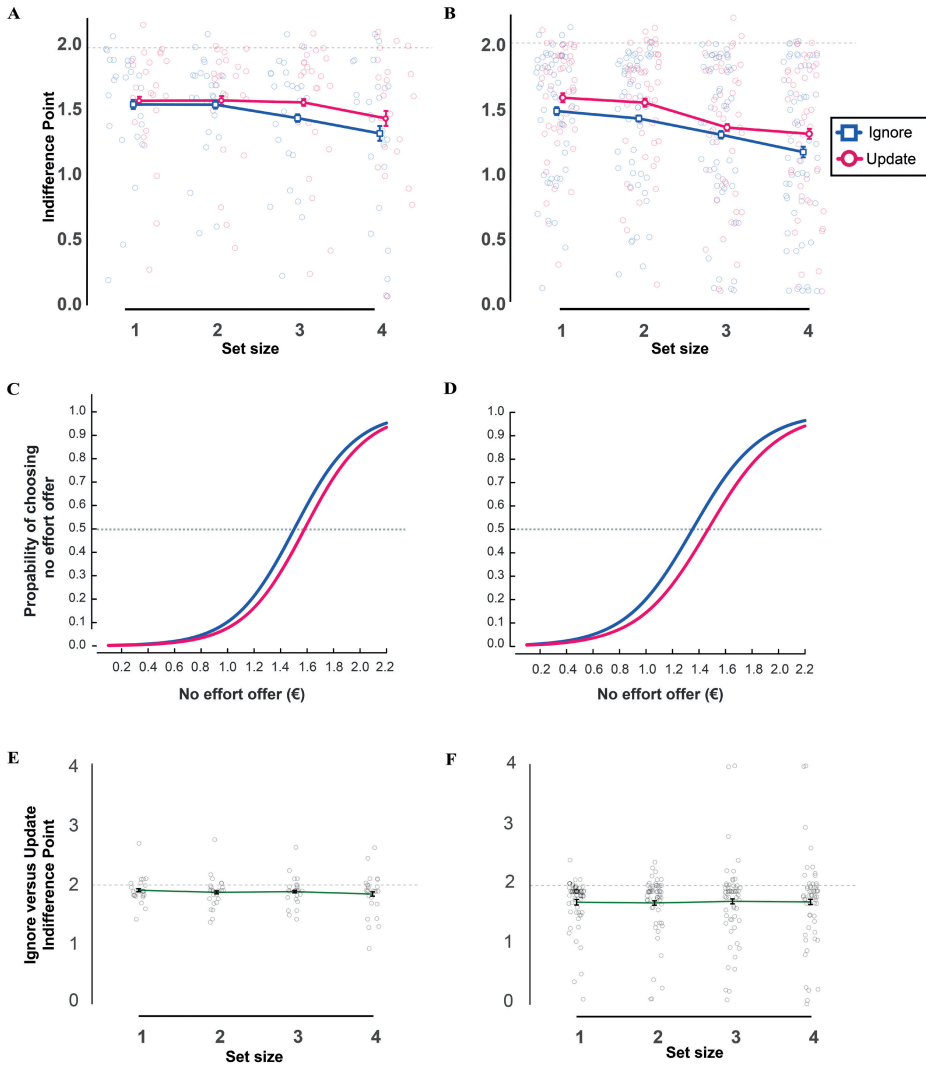 A
Indifference Point
2.0
1.5
1.0
0.5
0.0
1 2 3 4
Set size
B
2.0
1.5
1.0
0.5
0.0
1 2 3 4
Set size
Ignore
Update
C
Propability of choosing
no effort offer
1.0
0.9
0.8
0.7
0.6
0.5
0.4
0.3
0.2
0.1
0.0
0.2 0.4 0.6 0.8 1.0 1.2 1.4 1.6 1.8 2.0 2.2
No effort offer (€)
D
1.0
0.9
0.8
0.7
0.6
0.5
0.4
0.3
0.2
0.1
0.0
0.2 0.4 0.6 0.8 1.0 1.2 1.4 1.6 1.8 2.0 2.2
No effort offer (€)
E
Ignore versus Update
Indifference Point
4
3
2
1
0
1 2 3 4
Set size
F
4
3
2
1
0
1 2 3 4
Set size